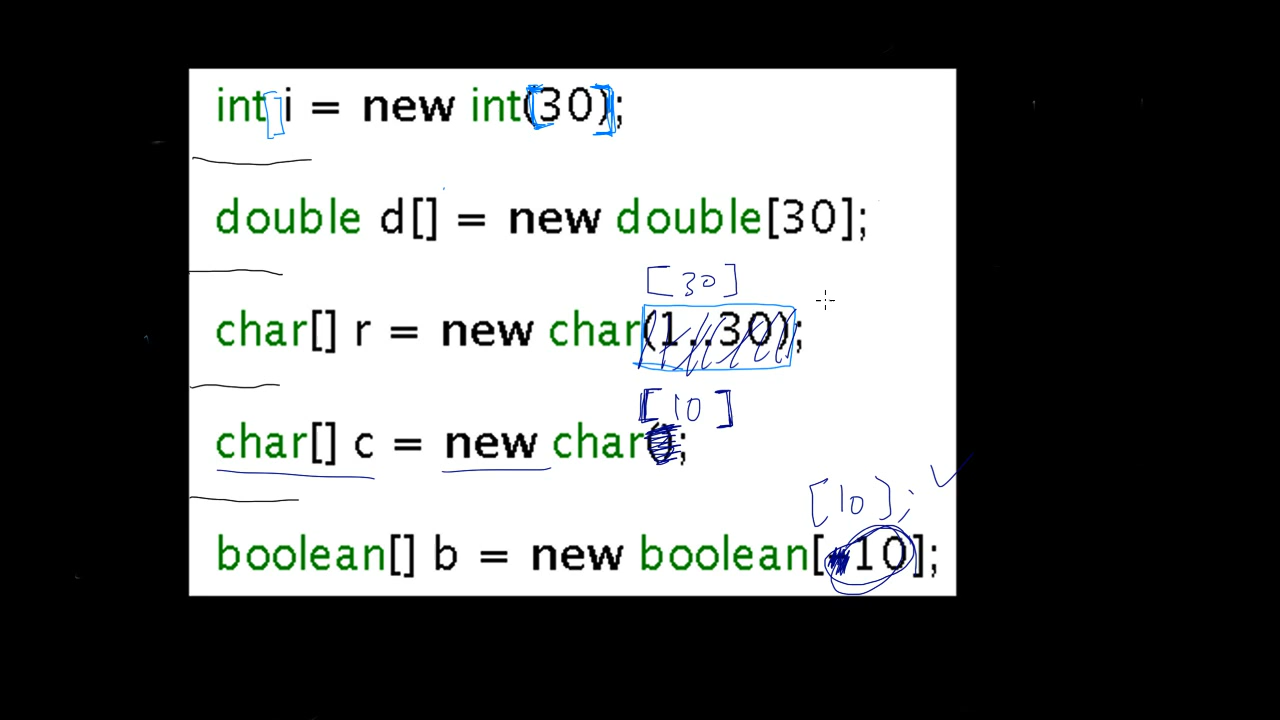 int[] i = new int(30);
double d[] = new double[30];
[30]
char[] r = new char(1..30);
[10]
char[] c = new char();
[10];
boolean[] b = new boolean[10];